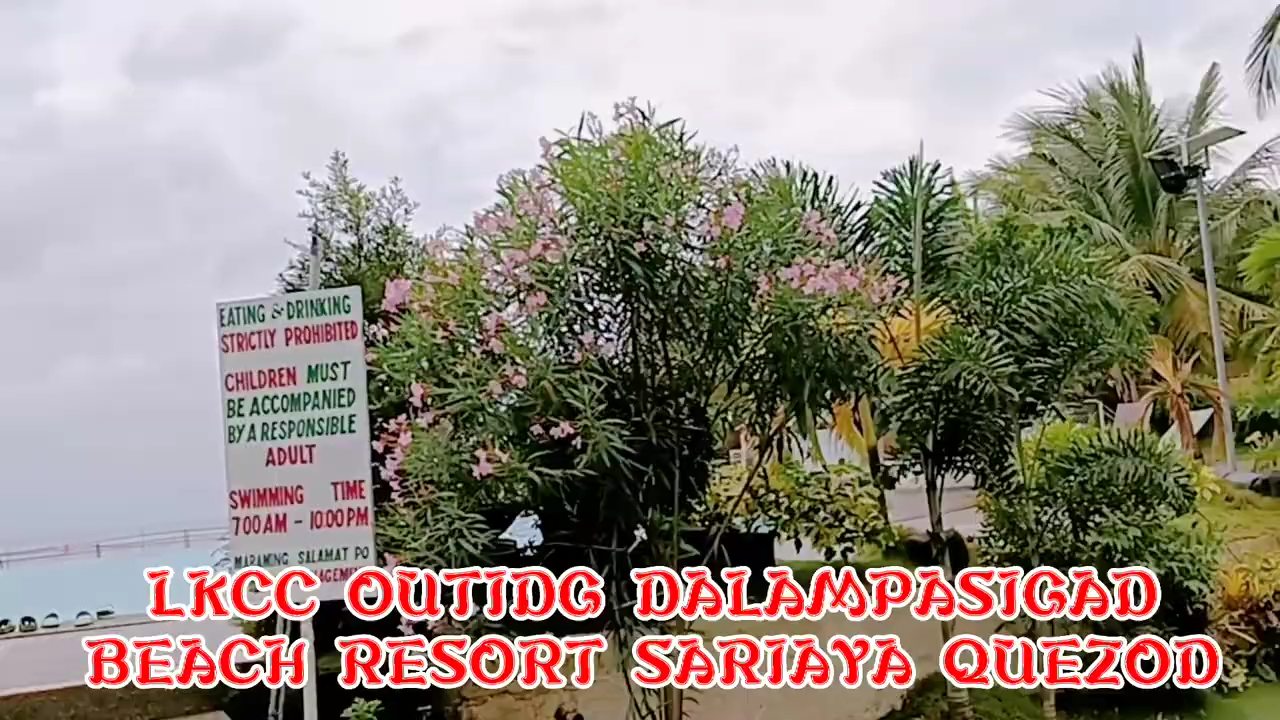 EATING & DRINKING
STRICTLY PROHIBITED
CHILDREN MUST
BE ACCOMPANIED
BY A RESPONSIBLE
ADULT
SWIMMING TIME
7:00 AM - 10:00 PM
MARAMING SALAMAT PO
LKCC OUTIDG DALAMPASIGAD
BEACH RESORT SARIAYA QUEZOD